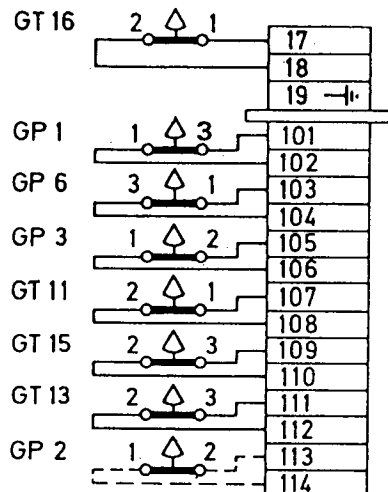 GT 16 2 1 17
18
19
GP 1 1 3 101
102
GP 6 3 1 103
104
GP 3 1 2 105
106
GT 11 2 1 107
108
GT 15 2 3 109
110
GT 13 2 3 111
112
GP 2 1 2 113
114